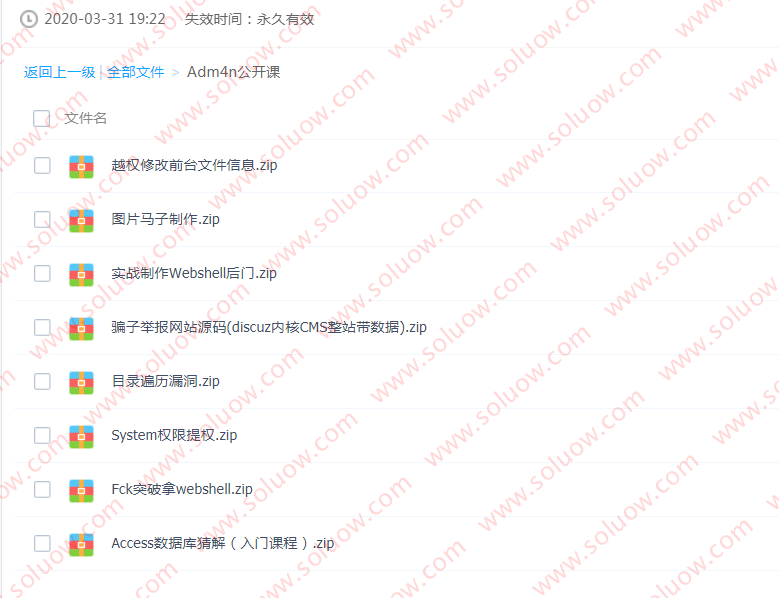 2020-03-31 19:22 失效时间：永久有效
返回上一级 | 全部文件 > Adm4n公开课
文件名
越权修改前台文件信息.zip
图片马子制作.zip
实战制作Webshell后门.zip
骗子举报网站源码(discuz内核CMS整站带数据).zip
目录遍历漏洞.zip
System权限提权.zip
Fck突破拿webshell.zip
Access数据库猜解（入门课程）.zip
www.soluow.com